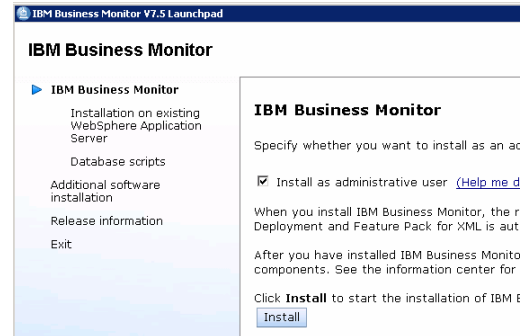 IBM Business Monitor V7.5 Launchpad
IBM Business Monitor
IBM Business Monitor
Installation on existing
WebSphere Application
Server
Database scripts
Additional software
installation
Release information
Exit
IBM Business Monitor
Specify whether you want to install as an
Install as administrative user (Help me
When you install IBM Business Monitor, the
Deployment and Feature Pack for XML is
After you have installed IBM Business
components. See the information center for
Click Install to start the installation of IBM
Install